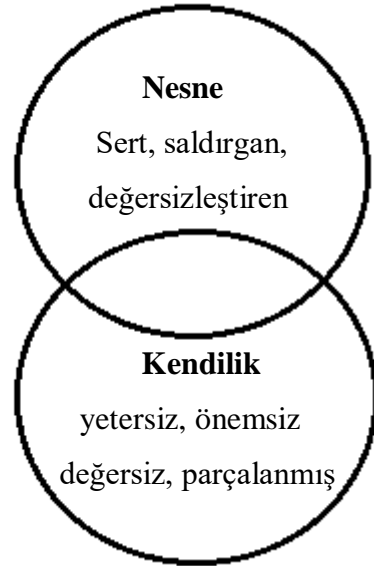 Nesne
Sert, saldırgan,
değersizleştiren
Kendilik
yetersiz, önemsiz
değersiz, parçalanmış